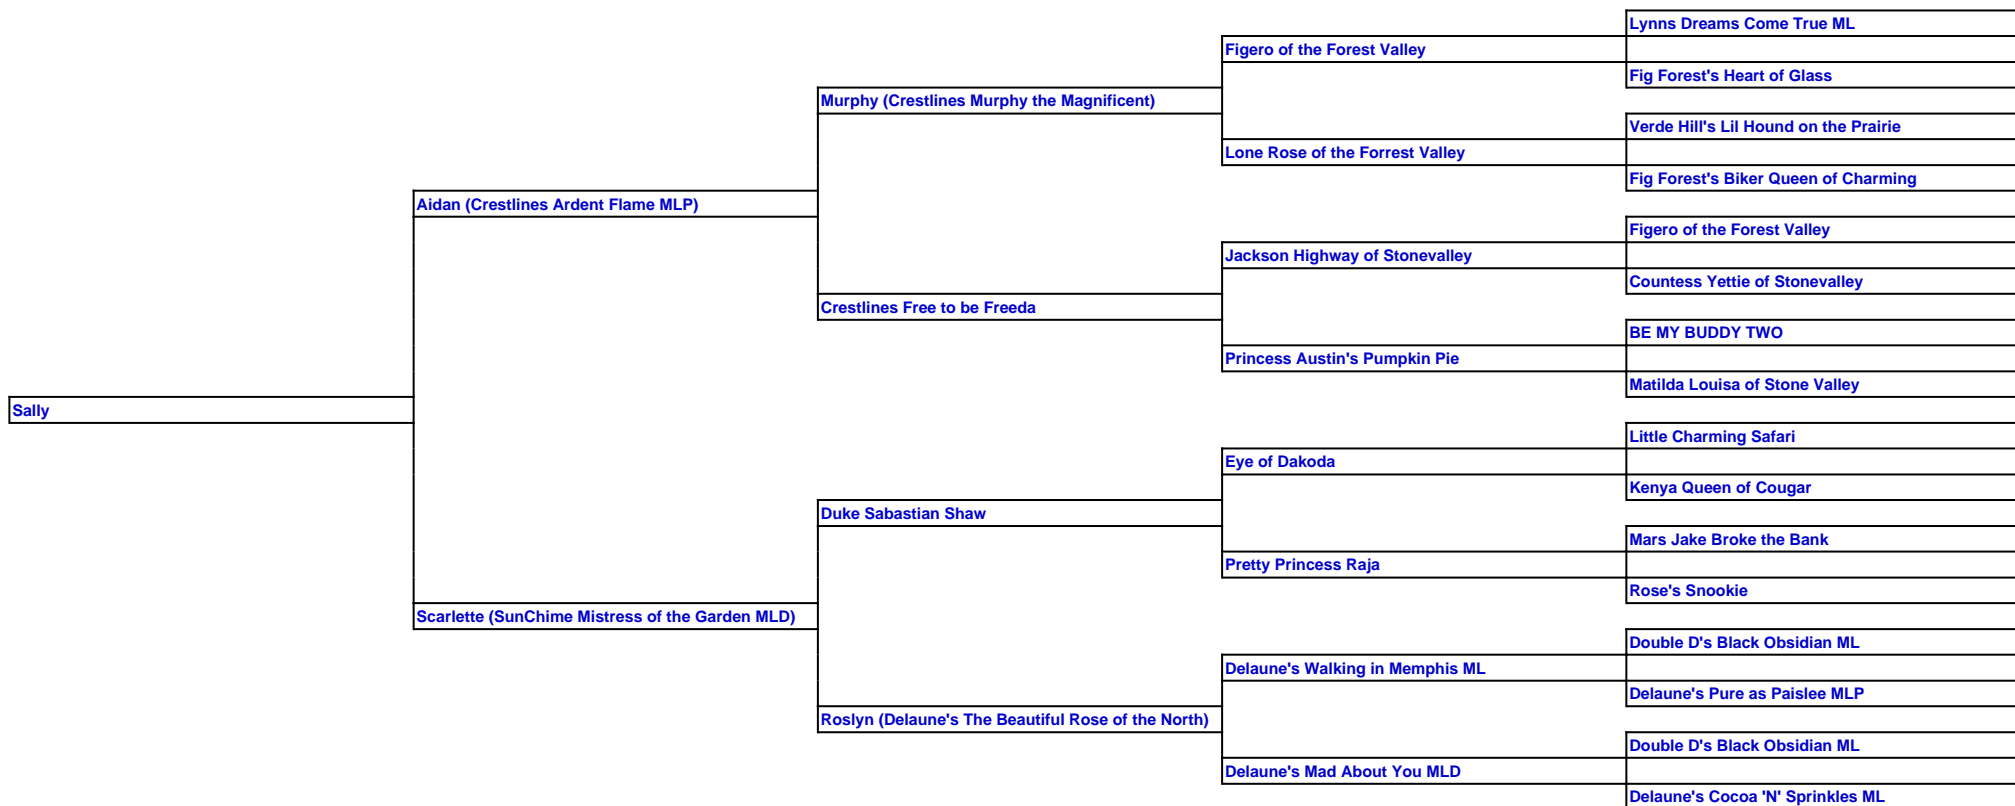 Lynns Dreams Come True ML
Figero of the Forest Valley
Fig Forest's Heart of Glass
Murphy (Crestlines Murphy the Magnificent)
Verde Hill's Lil Hound on the Prairie
Lone Rose of the Forrest Valley
Fig Forest's Biker Queen of Charming
Aidan (Crestlines Ardent Flame MLP)
Figero of the Forest Valley
Jackson Highway of Stonevalley
Countess Yettie of Stonevalley
Crestlines Free to be Freeda
BE MY BUDDY TWO
Princess Austin's Pumpkin Pie
Matilda Louisa of Stone Valley
Sally
Little Charming Safari
Eye of Dakoda
Kenya Queen of Cougar
Duke Sabastian Shaw
Mars Jake Broke the Bank
Pretty Princess Raja
Rose's Snookie
Scarlette (SunChime Mistress of the Garden MLD)
Double D's Black Obsidian ML
Delaune's Walking in Memphis ML
Delaune's Pure as Paislee MLP
Roslyn (Delaune's The Beautiful Rose of the North)
Double D's Black Obsidian ML
Delaune's Mad About You MLD
Delaune's Cocoa 'N' Sprinkles ML